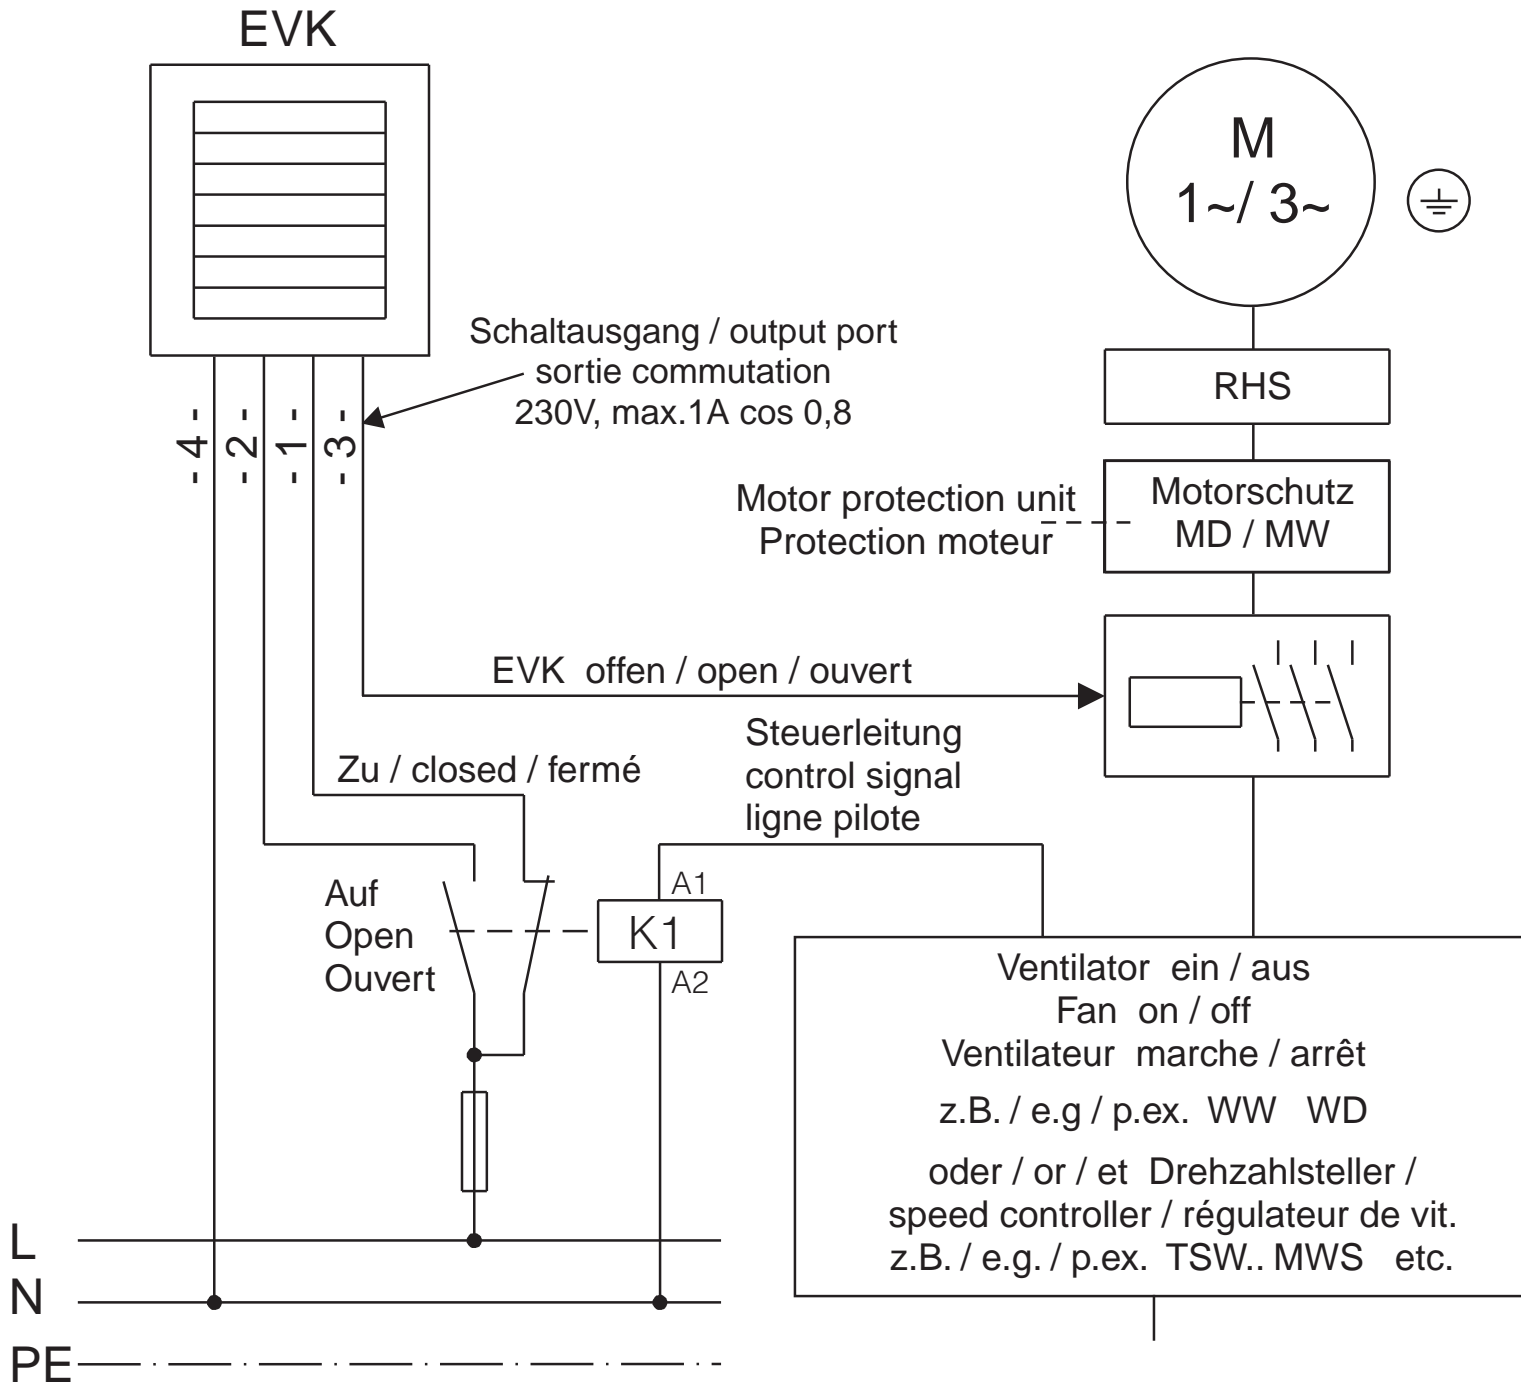 EVK
M
1~/ 3~
Schaltausgang / output port
sortie commutation
230V, max.1A cos 0,8
RHS
- 4 -
- 2 -
- 1 -
- 3 -
Motor protection unit
Protection moteur
Motorschutz
MD / MW
EVK offen / open / ouvert
Steuerleitung
control signal
ligne pilote
Zu / closed / fermé
Auf
Open
Ouvert
A1
K1
A2
Ventilator ein / aus
Fan on / off
Ventilateur marche / arrêt
z.B. / e.g / p.ex. WW WD
oder / or / et Drehzahlsteller /
speed controller / régulateur de vit.
z.B. / e.g. / p.ex. TSW.. MWS etc.
L
N
PE